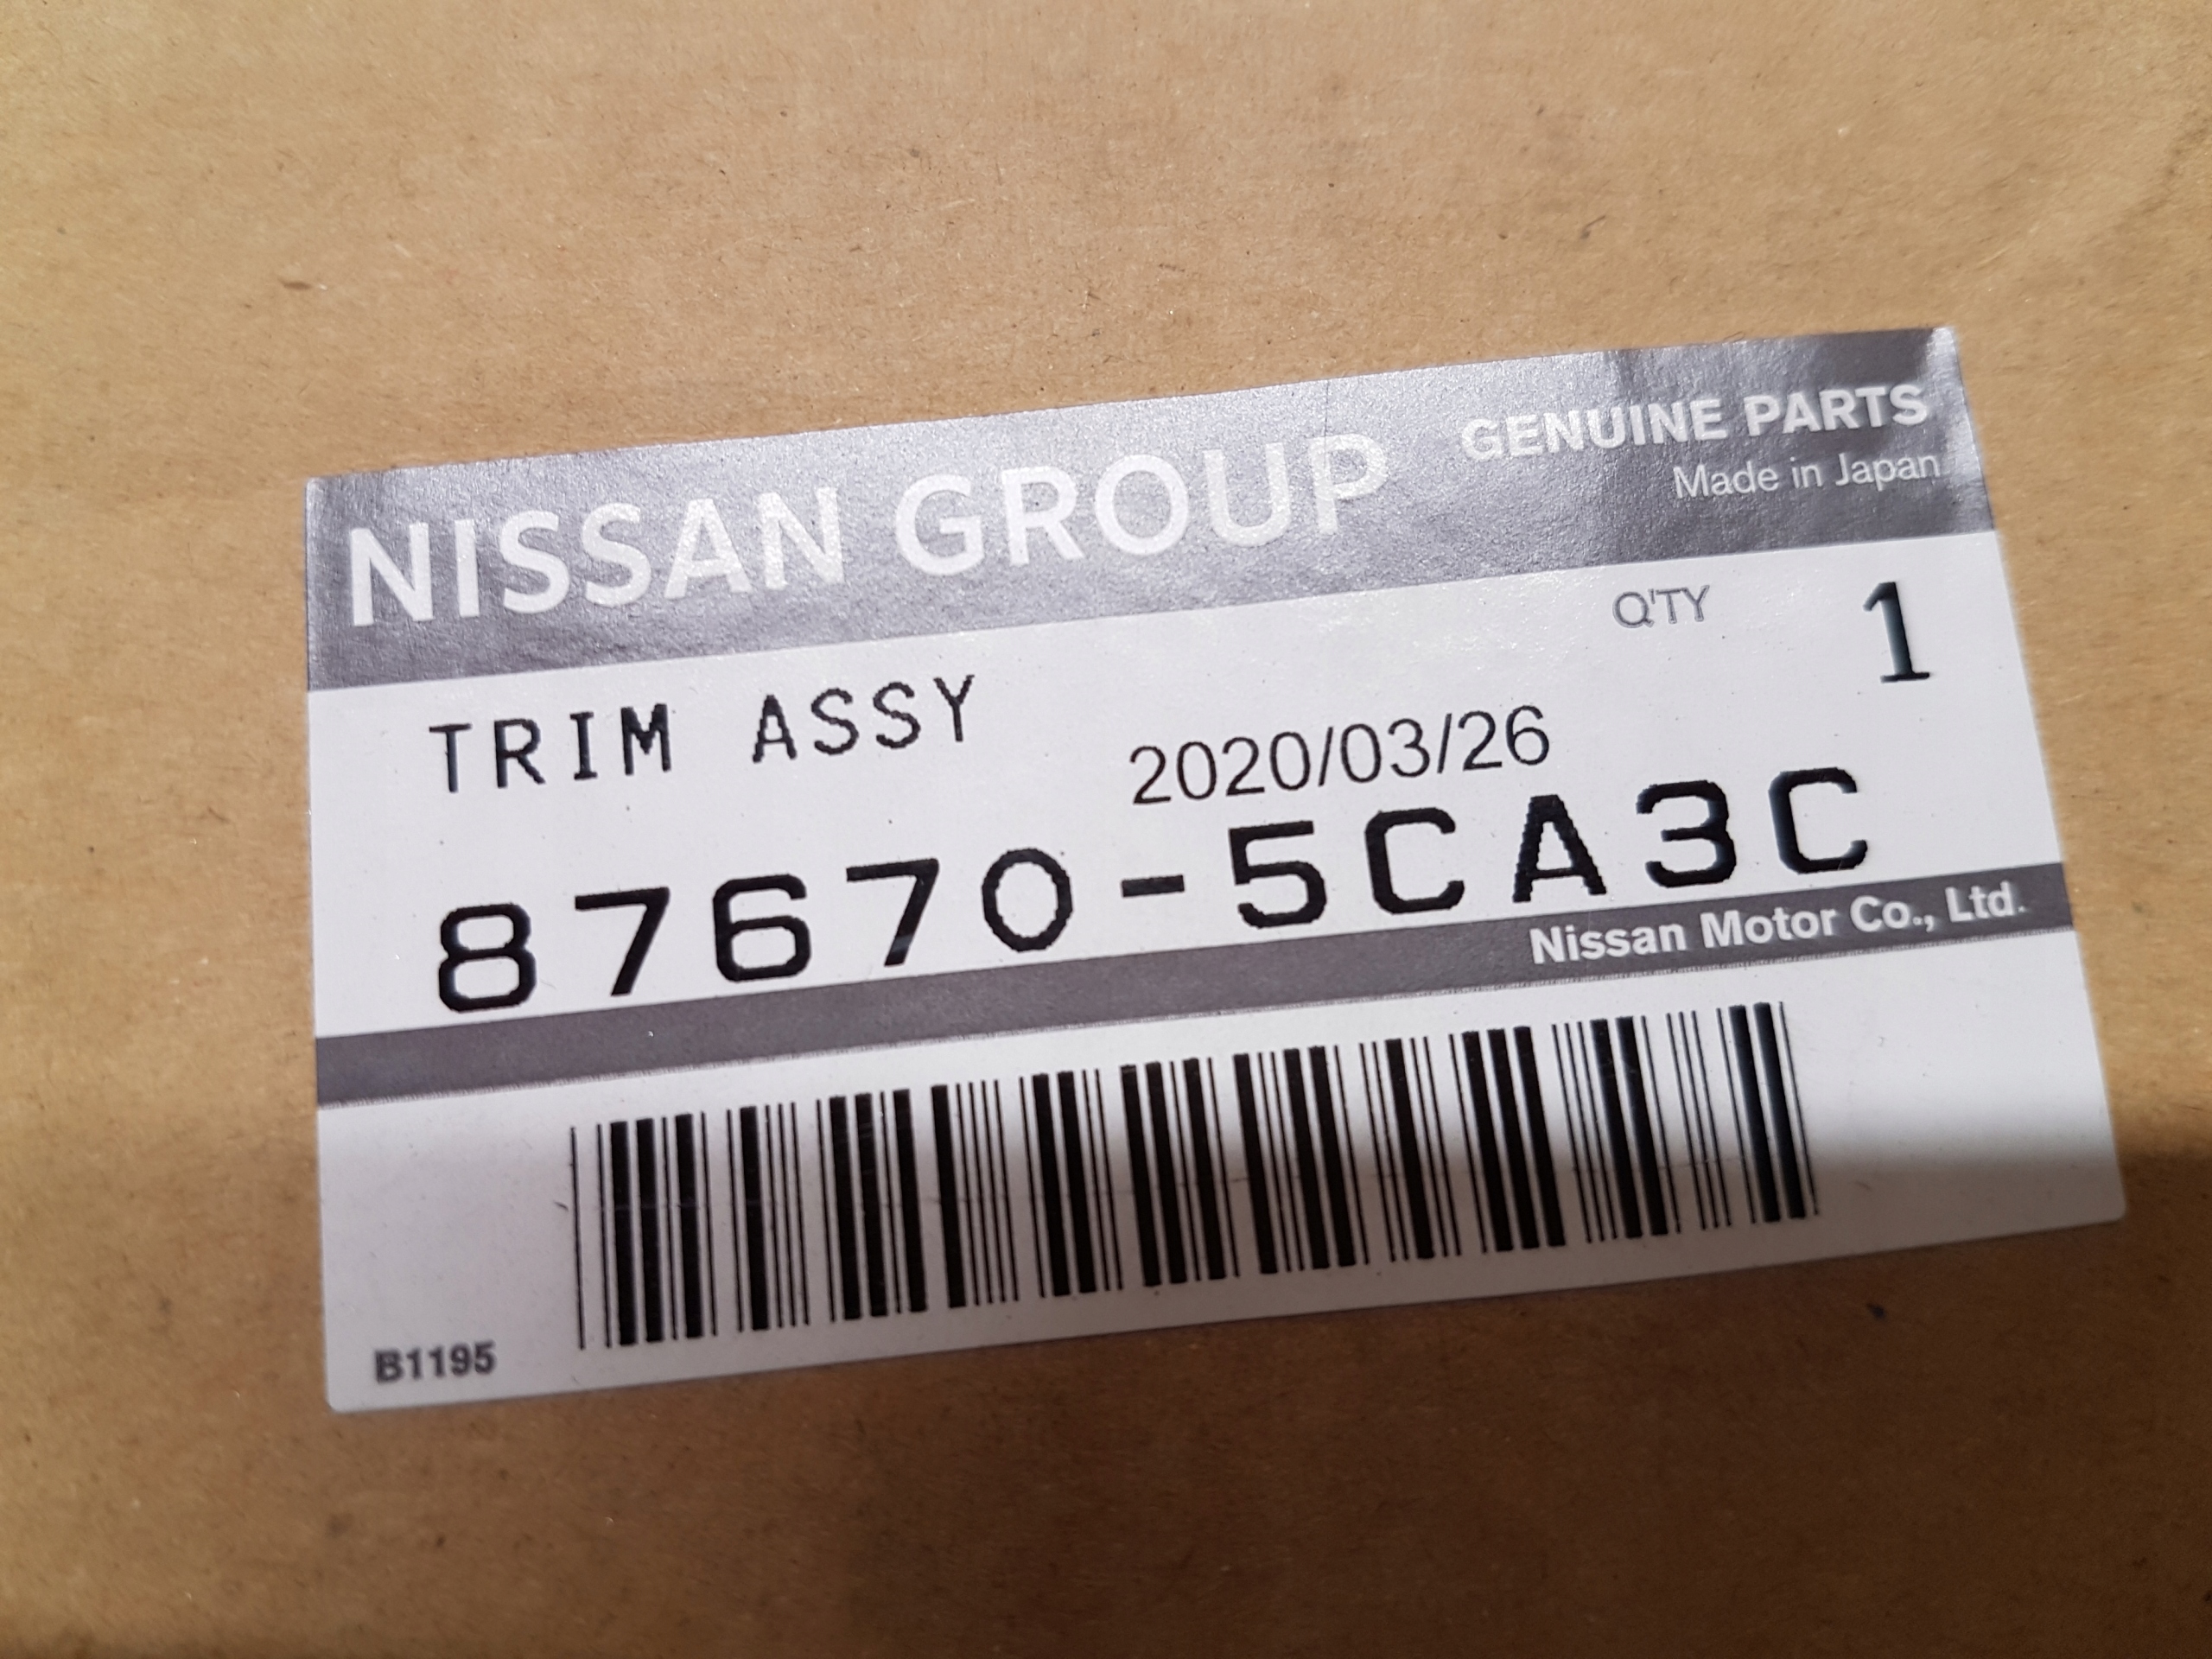 NISSAN GROUP
GENUINE PARTS
Made in Japan
Q'TY 1
TRIM ASSY
2020/03/26
87670-5CA3C
Nissan Motor Co., Ltd.
B1195